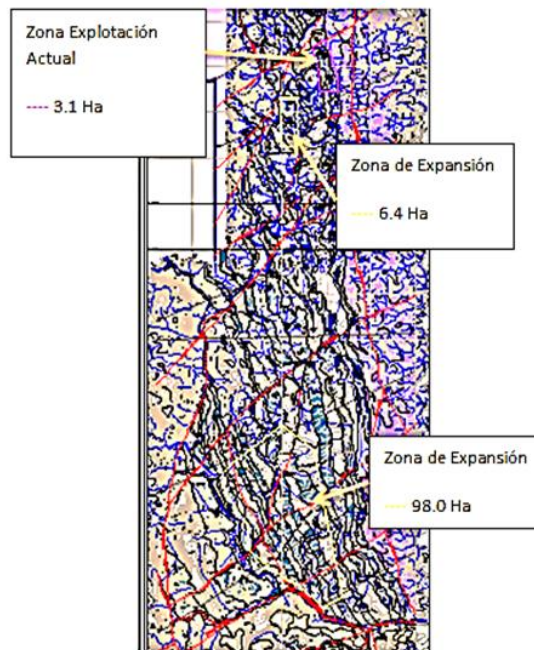 Zona Explotación
Actual
---- 3.1 Ha
Zona de Expansión
---- 6.4 Ha
Zona de Expansión
---- 98.0 Ha